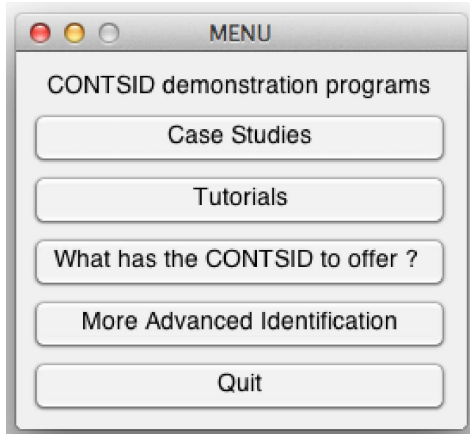 MENU
CONTSID demonstration programs
Case Studies
Tutorials
What has the CONTSID to offer ?
More Advanced Identification
Quit